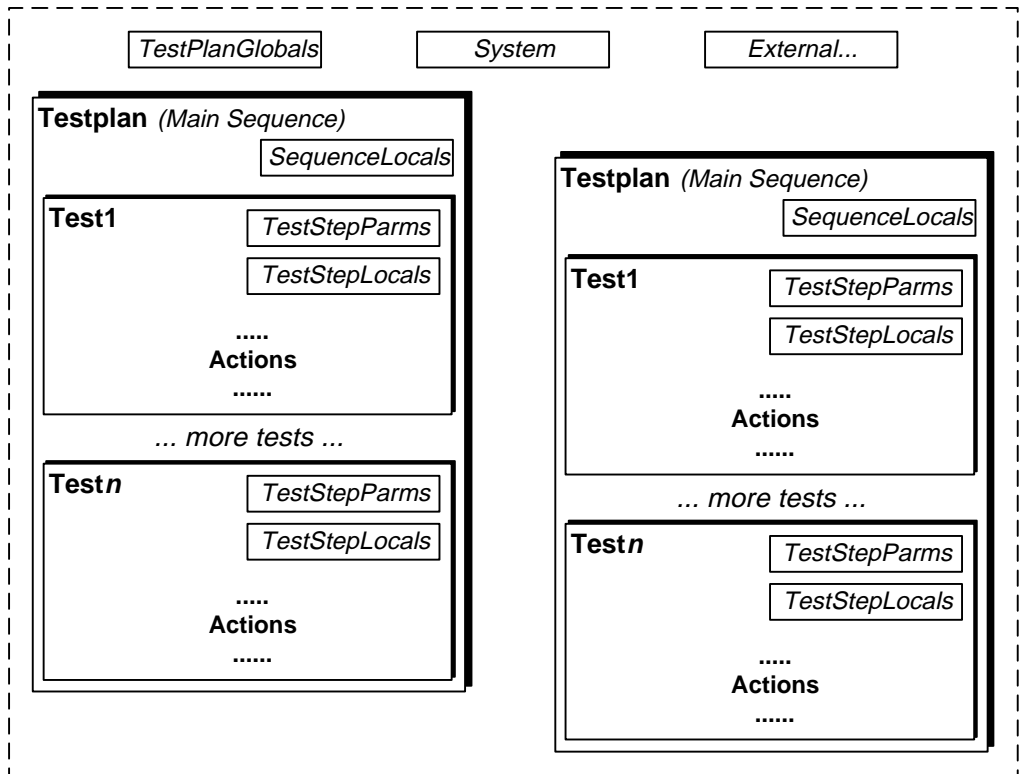 TestPlanGlobals
System
External...
Testplan (Main Sequence)
SequenceLocals
Test1
TestStepParms
TestStepLocals
.....
Actions
......
... more tests ...
Testn
TestStepParms
TestStepLocals
.....
Actions
......
Testplan (Main Sequence)
SequenceLocals
Test1
TestStepParms
TestStepLocals
.....
Actions
......
... more tests ...
Testn
TestStepParms
TestStepLocals
.....
Actions
......